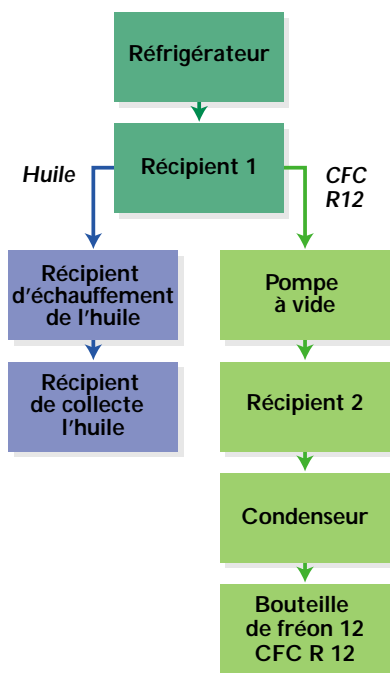 Réfrigérateur
Récipient 1
Huile
CFC
R12
Récipient
d'échauffement
de l'huile
Récipient
de collecte
l'huile
Pompe
à vide
Récipient 2
Condenseur
Bouteille
de fréon 12
CFC R 12